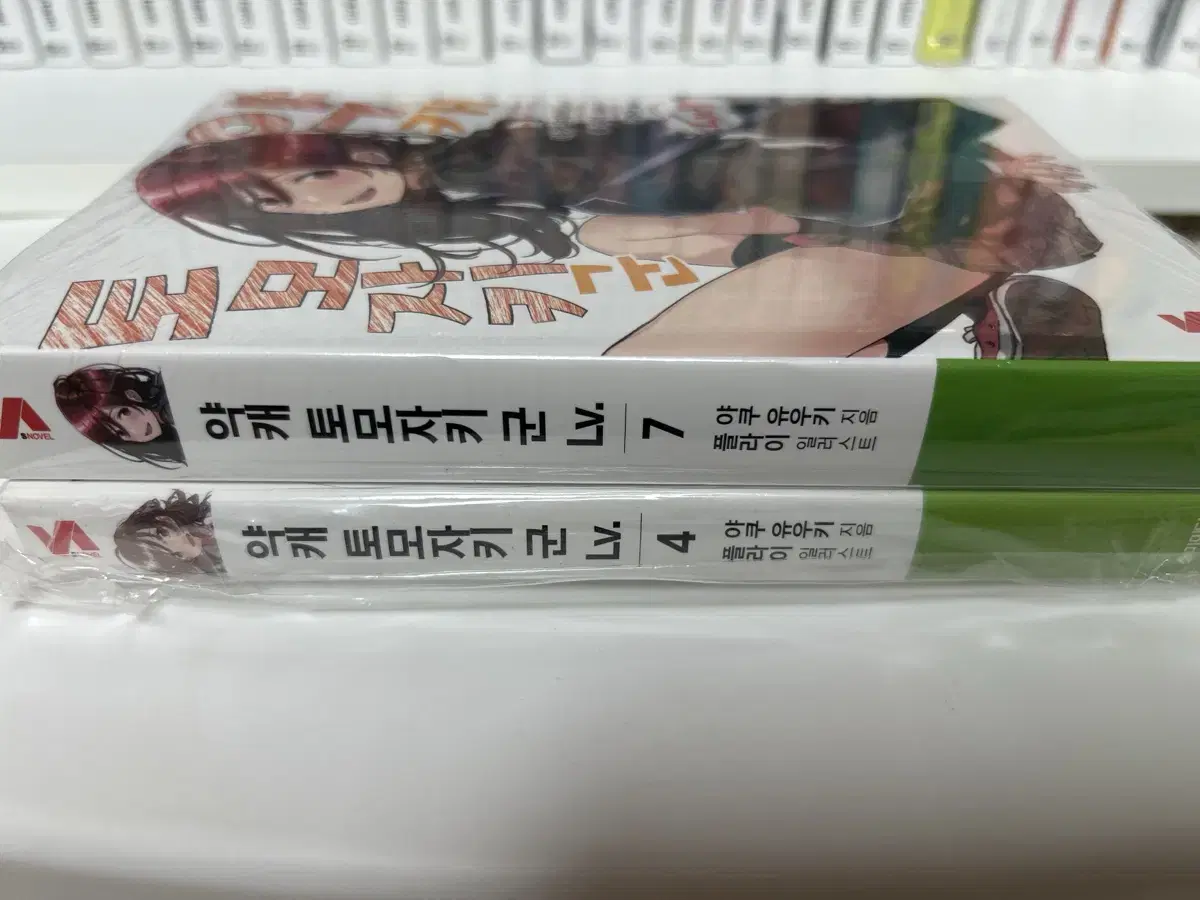 토모자키 군
NOVEL
약캐 토모자키 군 Lv. 7
야쿠 유우키 지음
플라이 일러스트
약캐 토모자키 군 Lv. 4
야쿠 유우키 지음
플라이 일러스트